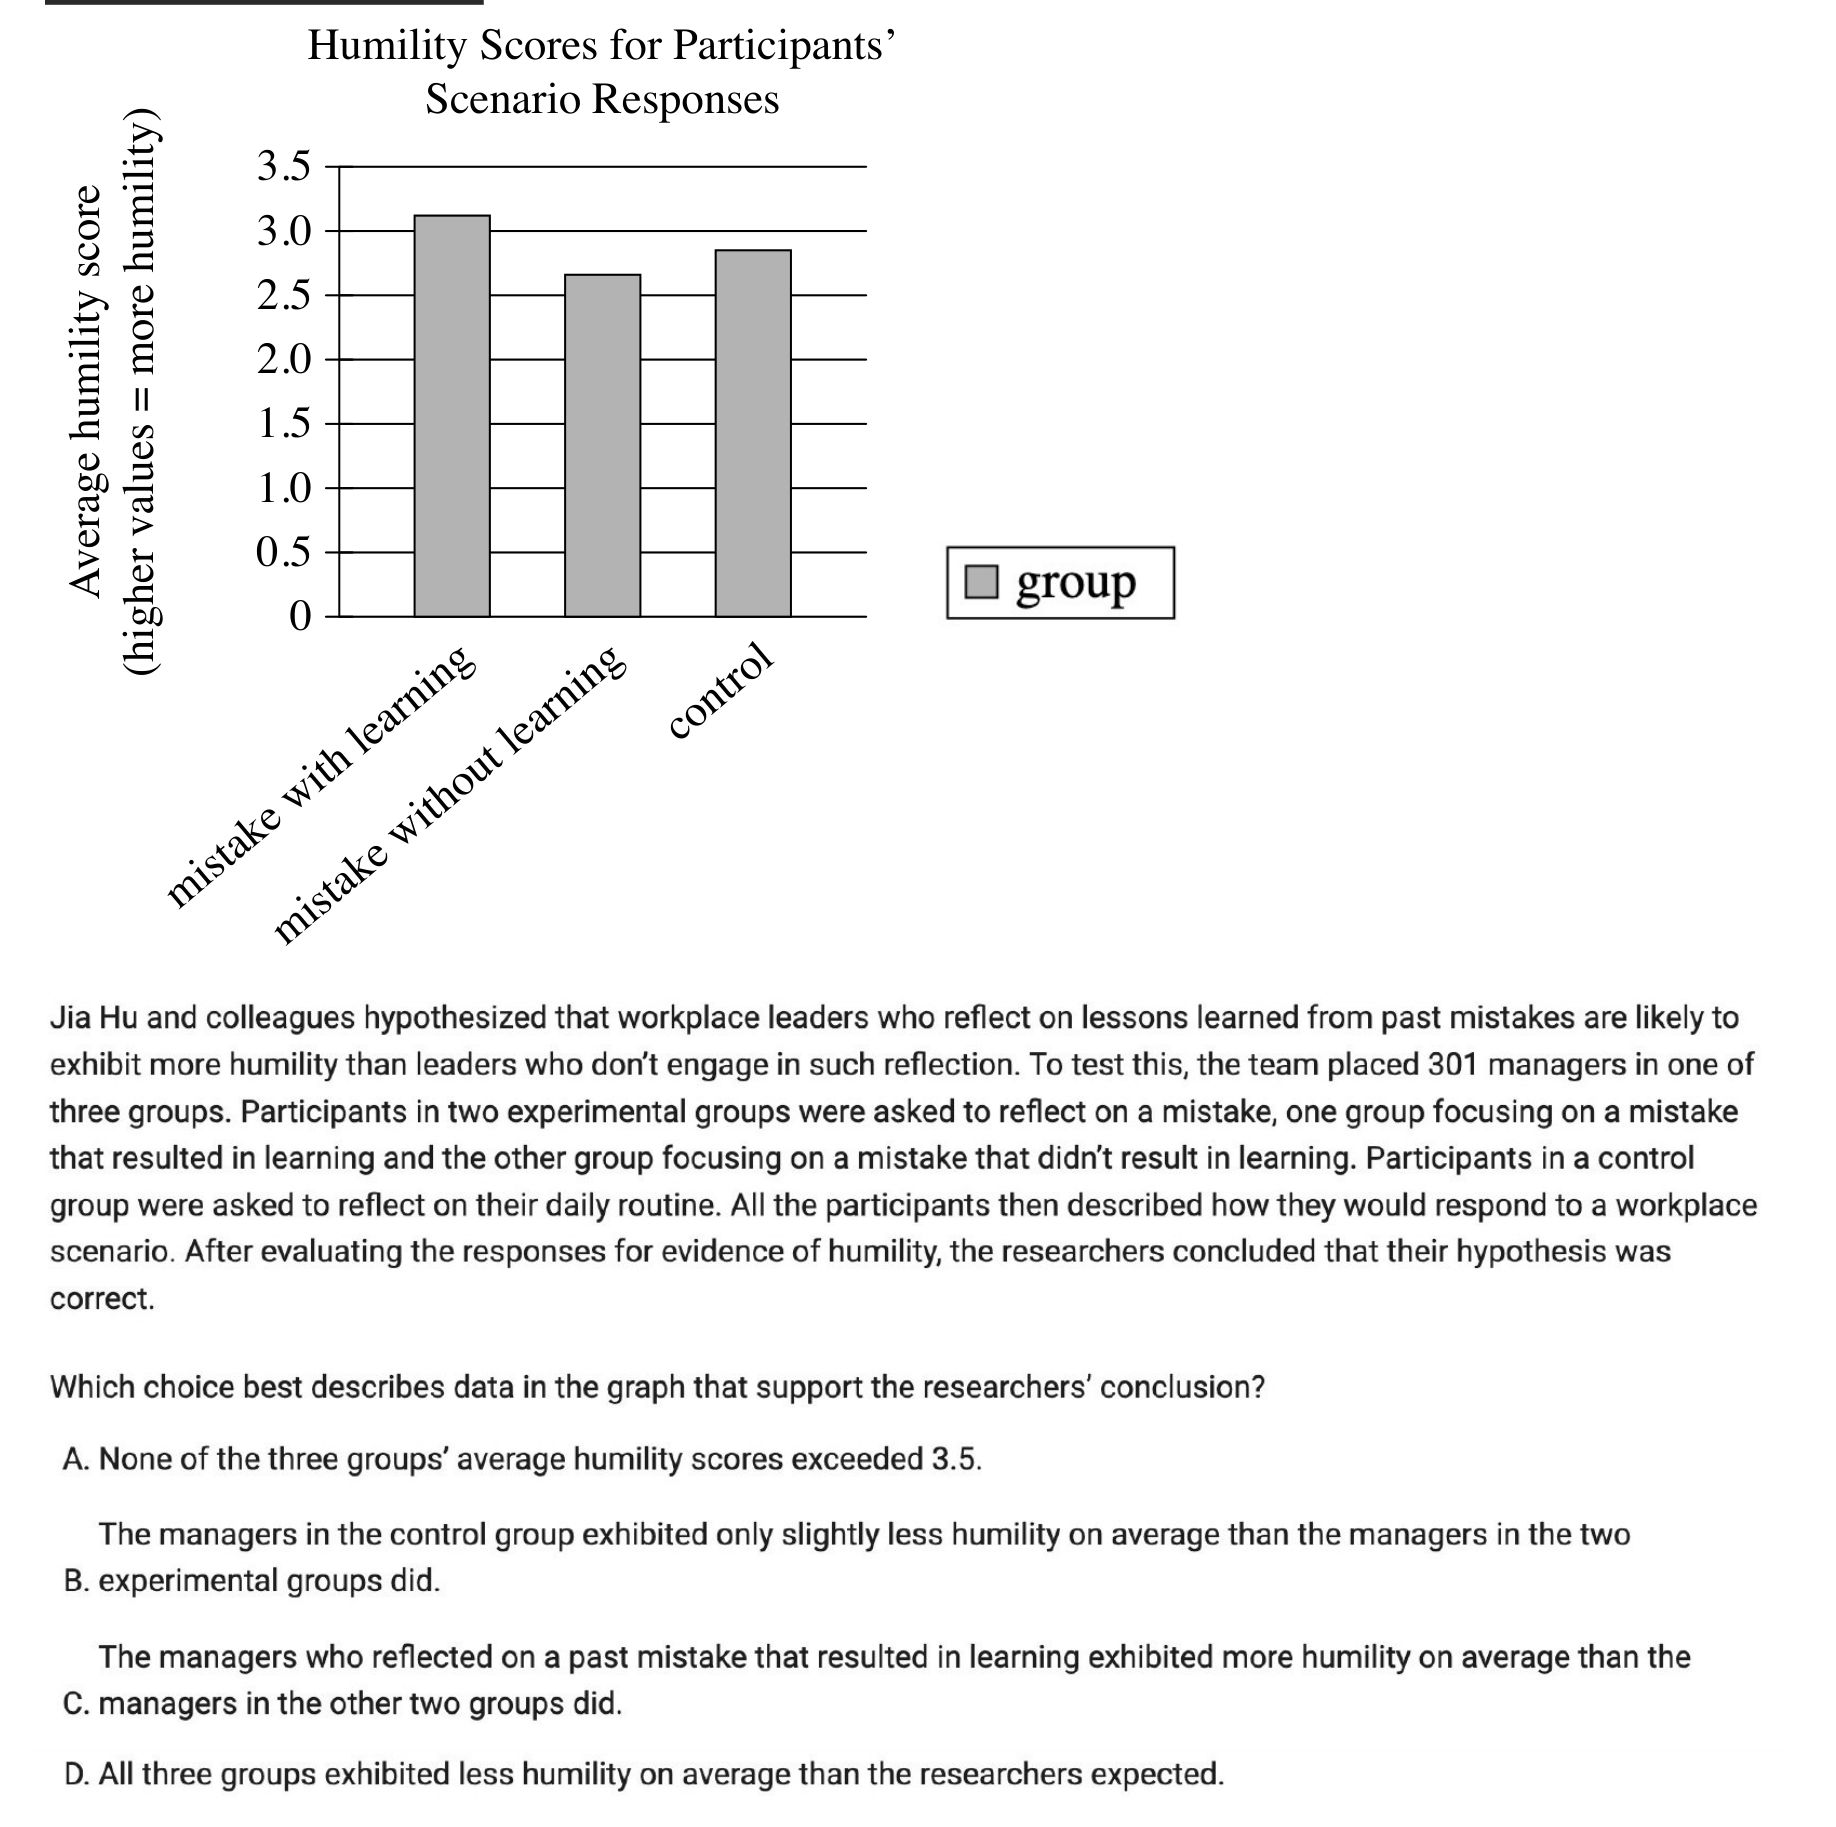 Humility Scores for Participants’
Scenario Responses
Average humility score
(higher values = more humility)
3.5
3.0
2.5
2.0
1.5
1.0
0.5
0
mistake with learning
mistake without learning
control
group
Jia Hu and colleagues hypothesized that workplace leaders who reflect on lessons learned from past mistakes are likely to
exhibit more humility than leaders who don’t engage in such reflection. To test this, the team placed 301 managers in one of
three groups. Participants in two experimental groups were asked to reflect on a mistake, one group focusing on a mistake
that resulted in learning and the other group focusing on a mistake that didn’t result in learning. Participants in a control
group were asked to reflect on their daily routine. All the participants then described how they would respond to a workplace
scenario. After evaluating the responses for evidence of humility, the researchers concluded that their hypothesis was
correct.
Which choice best describes data in the graph that support the researchers’ conclusion?
A. None of the three groups’ average humility scores exceeded 3.5.
The managers in the control group exhibited only slightly less humility on average than the managers in the two
B. experimental groups did.
The managers who reflected on a past mistake that resulted in learning exhibited more humility on average than the
C. managers in the other two groups did.
D. All three groups exhibited less humility on average than the researchers expected.